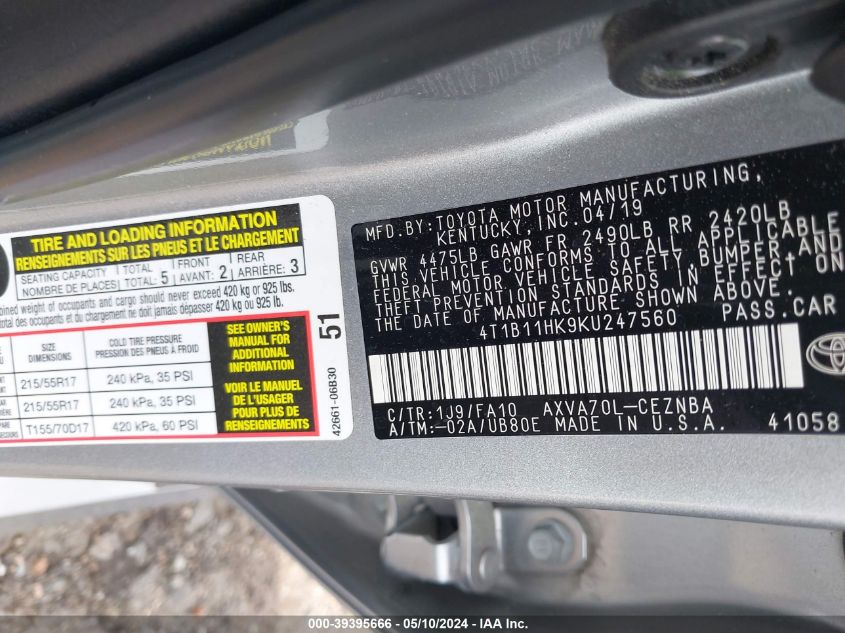 TIRE AND LOADING INFORMATION
RENSEIGNEMENTS SUR LES PNEUS ET LE CHARGEMENT
SEATING CAPACITY TOTAL 5 FRONT 2 REAR 3
NOMBRE DE PLACES: TOTAL: AVANT: ARRIÈRE:
weight of occupants and cargo should never exceed 420 kg or 925 lbs.
total des occupants et du chargement ne doit jamais dépasser 420 kg ou 925 lb.
COLD TIRE PRESSURE
PRESSION DES PNEUS À FROID
215/55R17 240 kPa, 35 PSI
215/55R17 240 kPa, 35 PSI
T155/70D17 420 kPa, 60 PSI
SEE OWNER'S
MANUAL FOR
ADDITIONAL
INFORMATION
VOIR LE MANUEL
DE L'USAGER
POUR PLUS DE
RENSEIGNEMENTS
51
42661-06B30
MFD.BY: TOYOTA MOTOR MANUFACTURING,
KENTUCKY, INC. 04/19
GVWR 4475LB GAWR FR 2490LB RR 2420LB
THIS VEHICLE CONFORMS TO ALL APPLICABLE
FEDERAL MOTOR VEHICLE SAFETY, BUMPER AND
THEFT PREVENTION STANDARDS IN EFFECT ON
THE DATE OF MANUFACTURE SHOWN ABOVE.
4T1B11HK9KU247560 PASS.CAR
C/TR:1J9/FA10 AXVA70L-CEZNBA
A/TM:-02A/UB80E MADE IN U.S.A. 41058
000-39395666 - 05/10/2024 - IAA Inc.